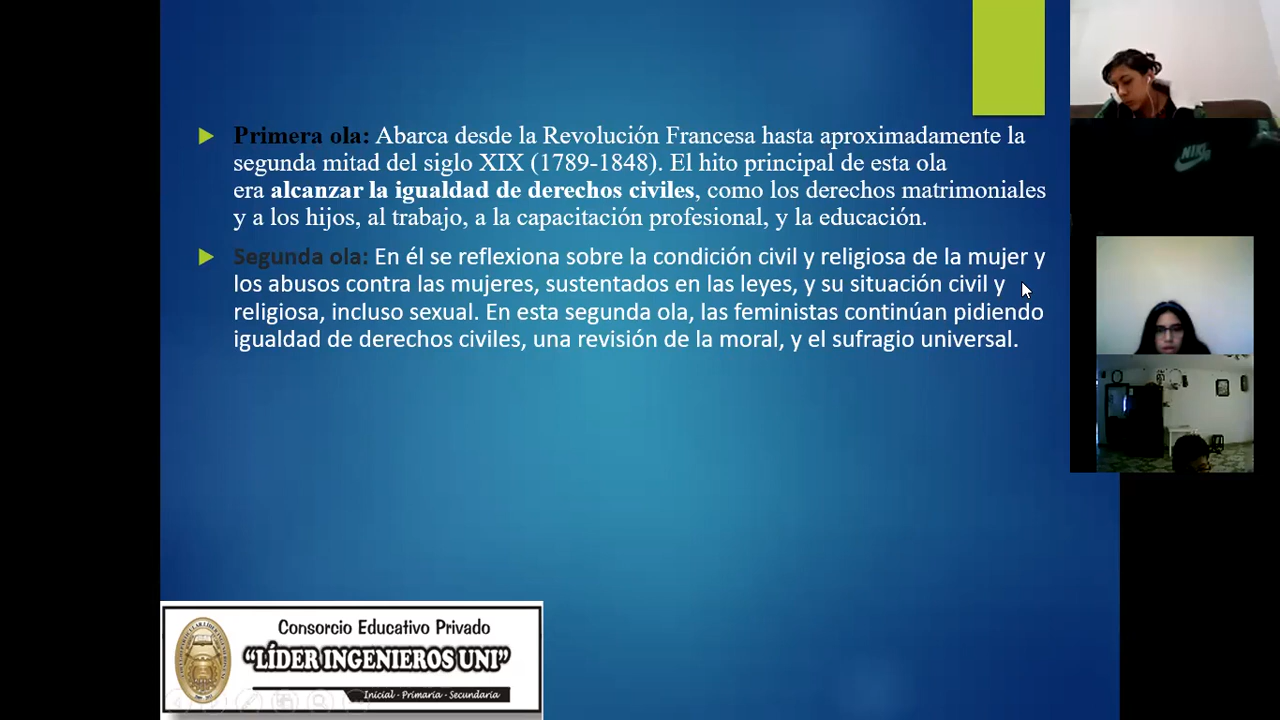 Primera ola: Abarca desde la Revolución Francesa hasta aproximadamente la
segunda mitad del siglo XIX (1789-1848). El hito principal de esta ola
era alcanzar la igualdad de derechos civiles, como los derechos matrimoniales
y a los hijos, al trabajo, a la capacitación profesional, y la educación.
Segunda ola: En él se reflexiona sobre la condición civil y religiosa de la mujer y
los abusos contra las mujeres, sustentados en las leyes, y su situación civil y
religiosa, incluso sexual. En esta segunda ola, las feministas continúan pidiendo
igualdad de derechos civiles, una revisión de la moral, y el sufragio universal.
NIKE
Consorcio Educativo Privado
"LÍDER INGENIEROS UNI"
Inicial - Primaria - Secundaria